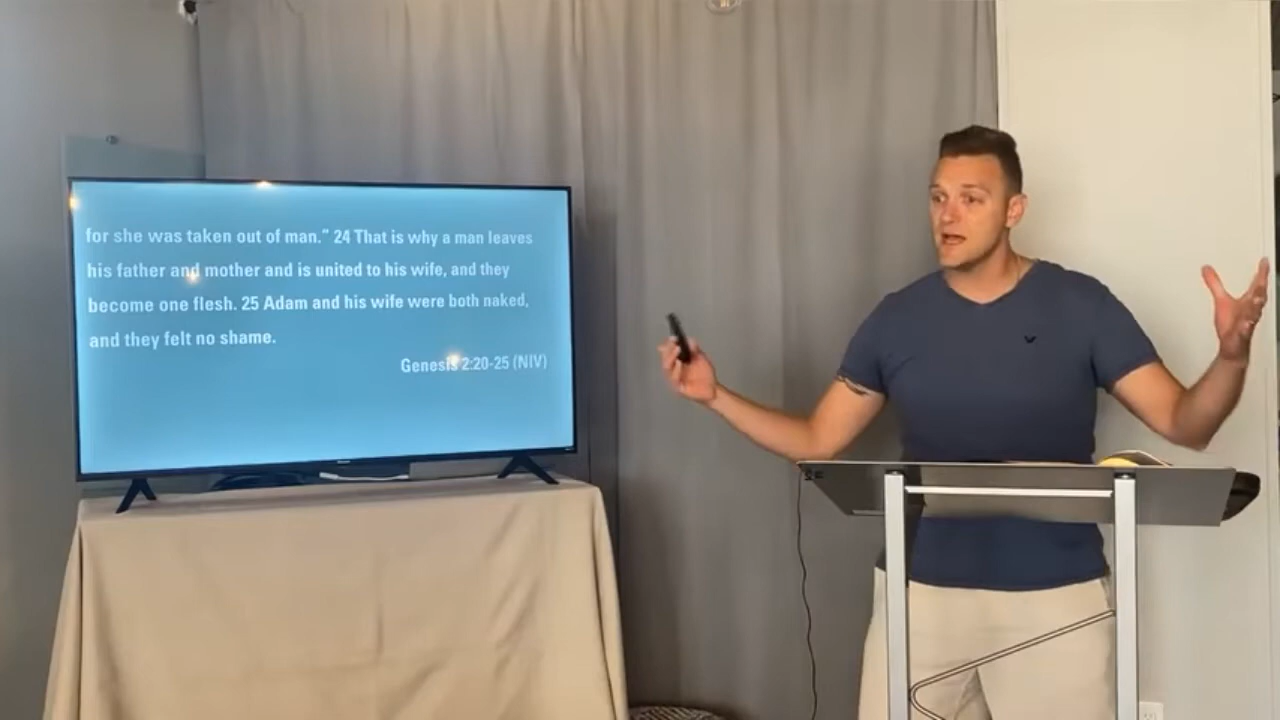 for she was taken out of man.” 24 That is why a man leaves
his father and mother and is united to his wife, and they
become one flesh. 25 Adam and his wife were both naked,
and they felt no shame.
Genesis 2:20-25 (NIV)